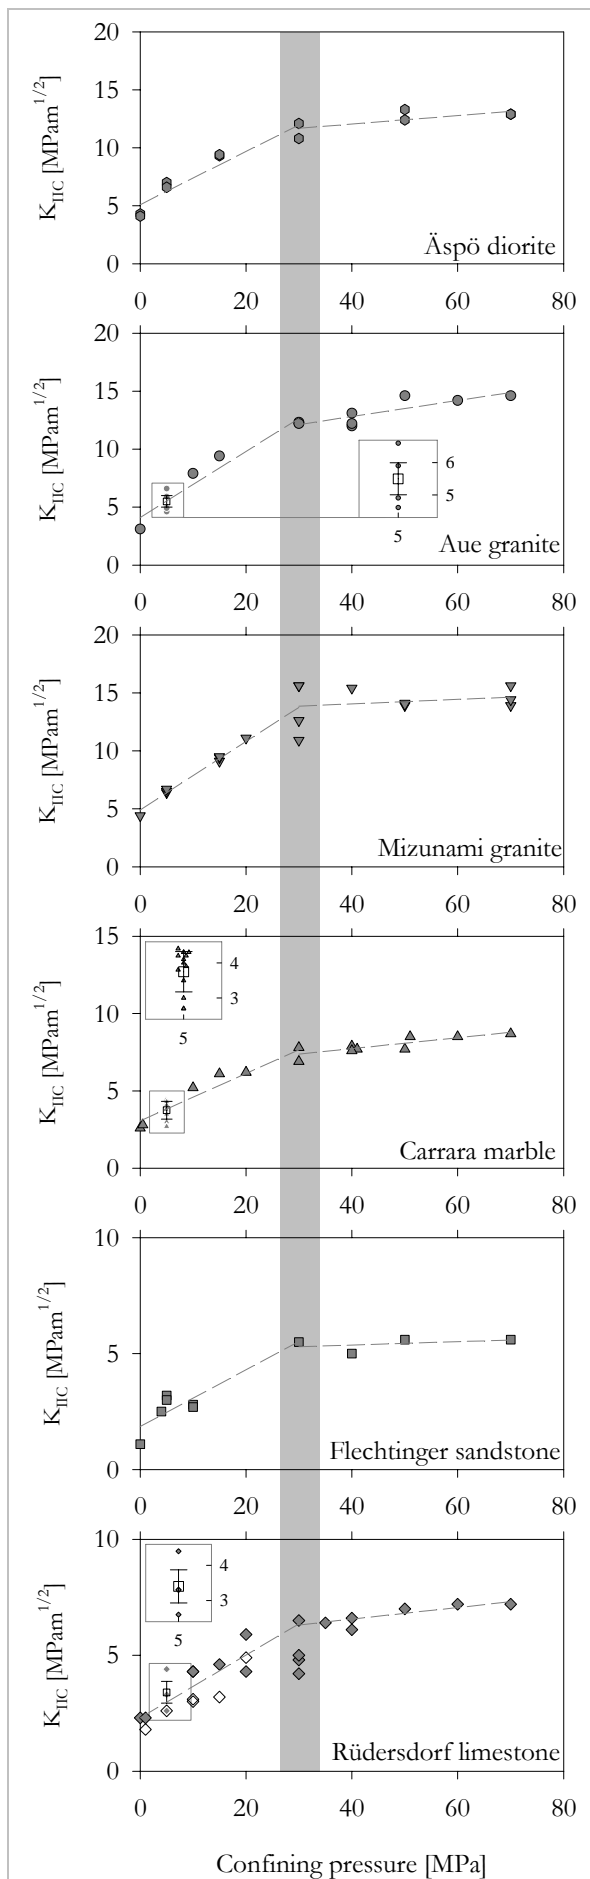 20
15
10
5
0
K_IIC [MPam^1/2]
Äspö diorite
0 20 40 60 80
20
15
10
5
0
K_IIC [MPam^1/2]
6
5
5
Aue granite
0 20 40 60 80
20
15
10
5
0
K_IIC [MPam^1/2]
Mizunami granite
0 20 40 60 80
15
10
5
0
K_IIC [MPam^1/2]
4
3
5
Carrara marble
0 20 40 60 80
10
5
0
K_IIC [MPam^1/2]
Flechtinger sandstone
0 20 40 60 80
10
5
0
K_IIC [MPam^1/2]
4
3
5
Rüdersdorf limestone
0 20 40 60 80
Confining pressure [MPa]